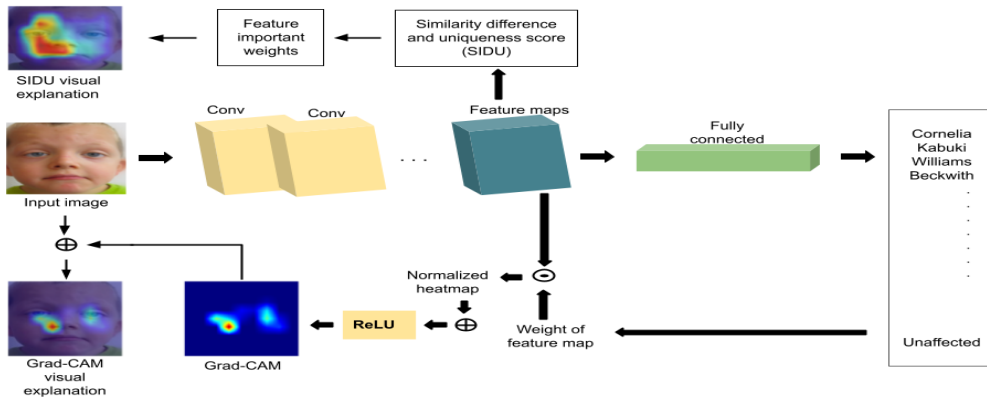 Feature
important
weights
Similarity difference
and uniqueness score
(SIDU)
SIDU visual
explanation
Conv
Conv
Feature maps
Fully
connected
Cornelia
Kabuki
Williams
Beckwith
Input image
Normalized
heatmap
ReLU
Weight of
feature map
Unaffected
Grad-CAM
Grad-CAM
visual
explanation